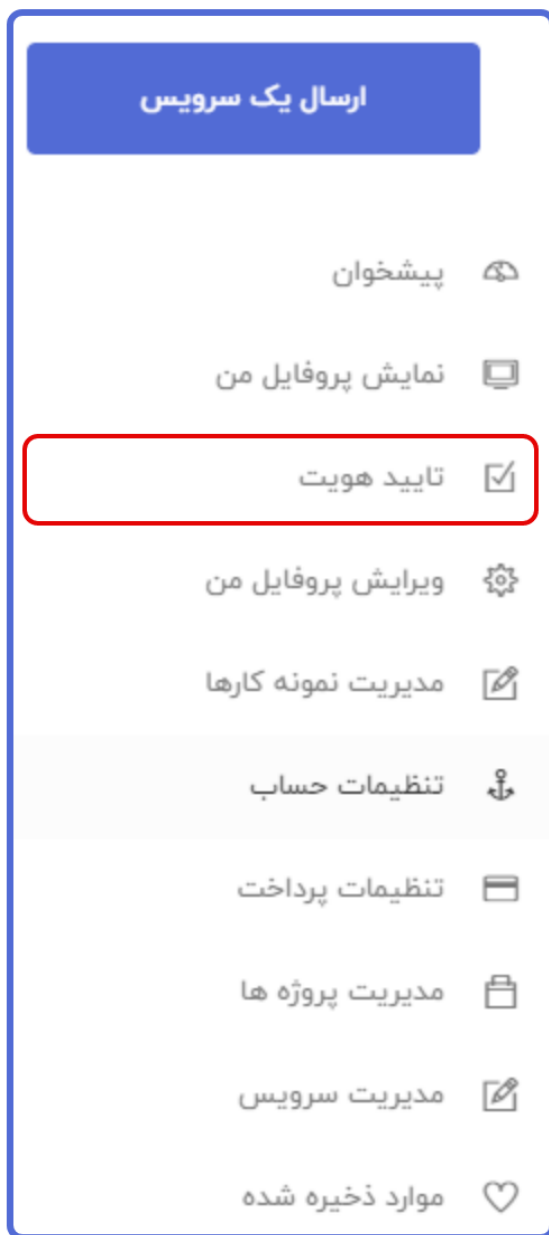 ارسال یک سرویس
پیشخوان
نمایش پروفایل من
تایید هویت
ویرایش پروفایل من
مدیریت نمونه کارها
تنظیمات حساب
تنظیمات پرداخت
مدیریت پروژه ها
مدیریت سرویس
موارد ذخیره شده